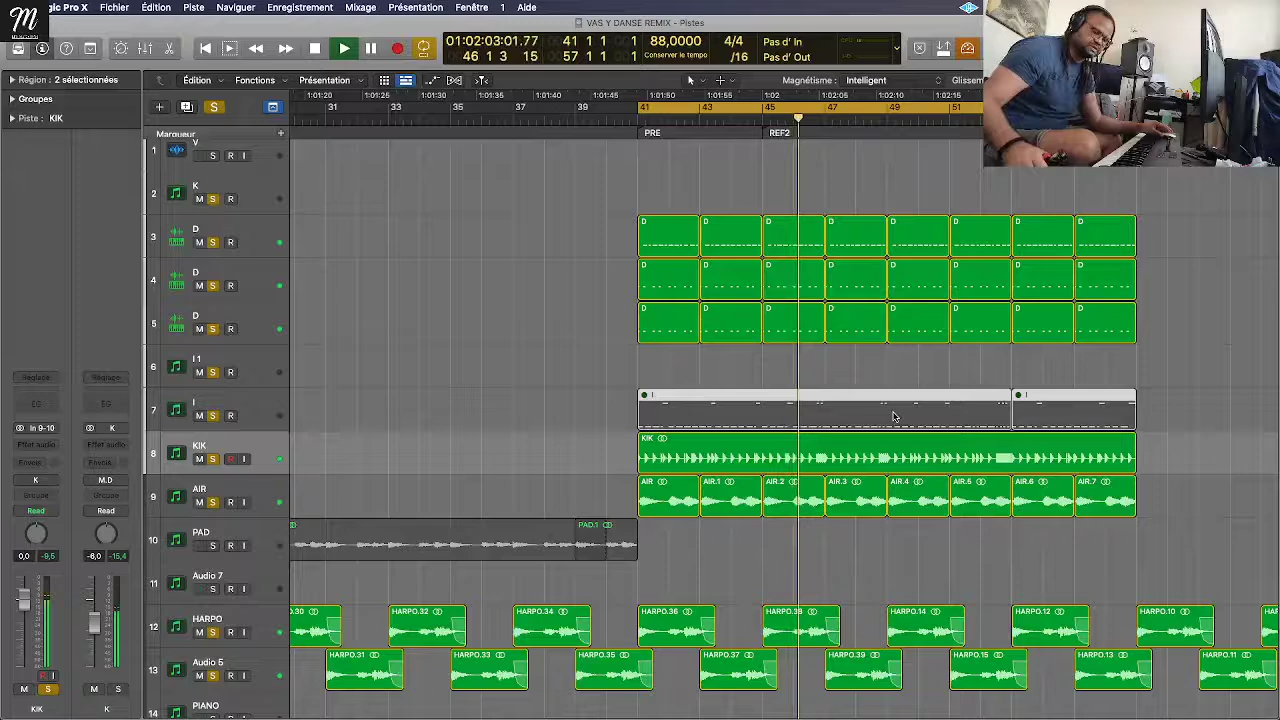 gic Pro X Fichier Édition Piste Naviguer Enregistrement Mixage Présentation Fenêtre 1 Aide
VAS Y DANSE REMIX - Pistes
01:02:03:01.77 41 1 1 1 88,0000 4/4 Pas d' In
46 1 3 15 57 1 1 1 Conserver le tempo /16 Pas d'Out
Région : 2 sélectionnées
Édition Fonctions Présentation Magnétisme : Intelligent Glissem
Groupes
Piste : KIK
1:01:20 1:01:25 1:01:30 1:01:35 1:01:40 1:01:45 1:01:50 1:02 1:02:05 1:02:10 1:02:15
31 33 35 37 39 41 43 45 47 49 51
Marqueur PRE REF2
1 V S R I
2 K M S R
3 D M S R
D D D D D D D D
4 D M S R
D D D D D D D D
5 D M S R
D D D D D D D D
6 I 1 M S R
7 I M S R
I I
8 KIK M S R I
KIK
9 AIR M S R I
AIR AIR.1 AIR.2 AIR.3 AIR.4 AIR.5 AIR.6 AIR.7
10 PAD S R I
PAD.1
11 Audio 7 S R I
12 HARPO M S R I
O.30 HARPO.32 HARPO.34 HARPO.36 HARPO.38 HARPO.14 HARPO.12 HARPO.10
13 Audio 5 M S R I
HARPO.31 HARPO.33 HARPO.35 HARPO.37 HARPO.39 HARPO.15 HARPO.13 HARPO.11
14 PIANO
Réglage Réglage
EG EG
In 9-10 K
Effet audio Effet audio
Envois Envois
K M.D
Groupe Groupe
Read Read
0,0 -9,5 -6,0 -15,4
R I
M S M S
KIK K